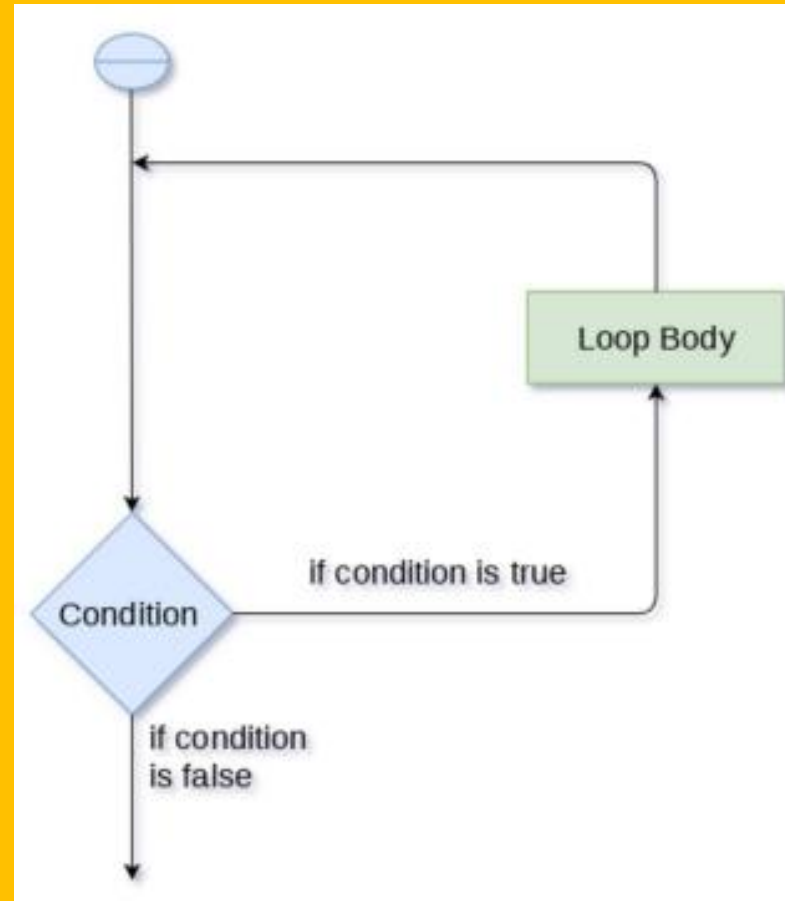 Loop Body
if condition is true
Condition
if condition
is false